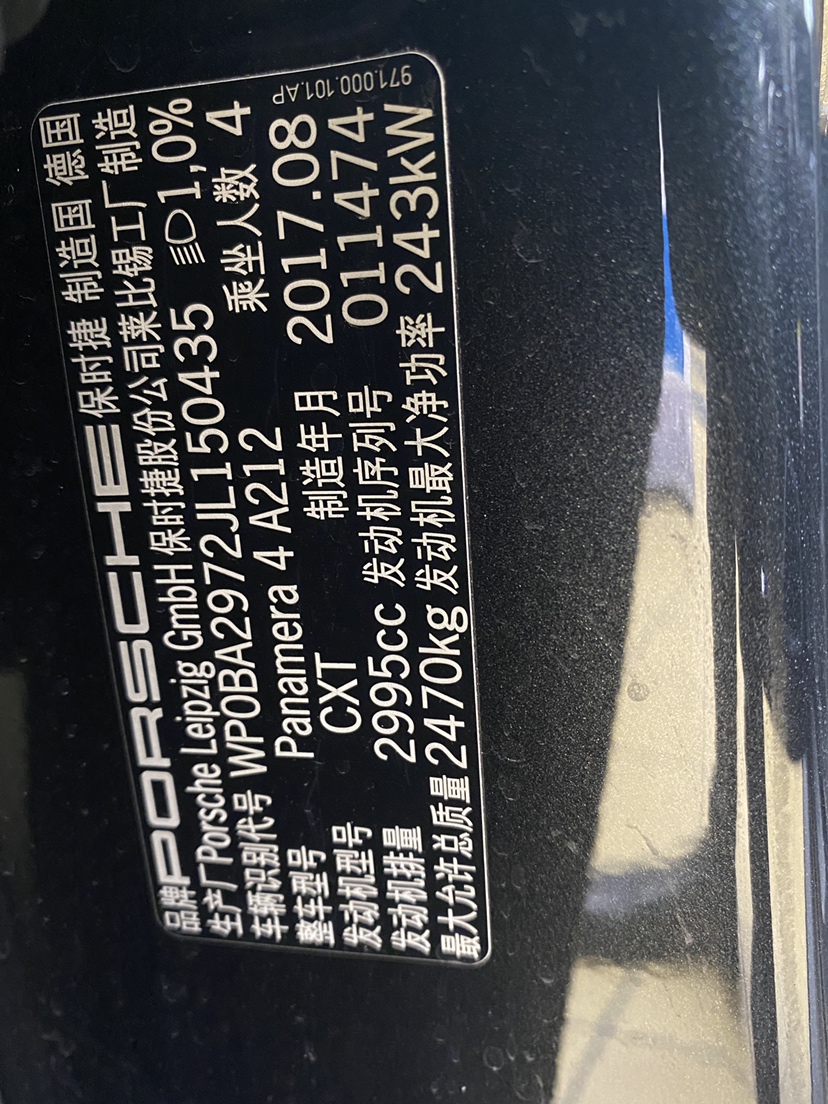 品牌 PORSCHE 保时捷 制造国 德国
生产厂 Porsche Leipzig GmbH 保时捷股份公司莱比锡工厂制造
车辆识别代号 WP0BA2972JL150435 1,0%
整车型号 Panamera 4 A212 乘坐人数 4
发动机型号 CXT 制造年月 2017.08
发动机排量 2995cc 发动机序列号 011474
最大允许总质量 2470kg 发动机最大净功率 243kW
971.000.101.AP